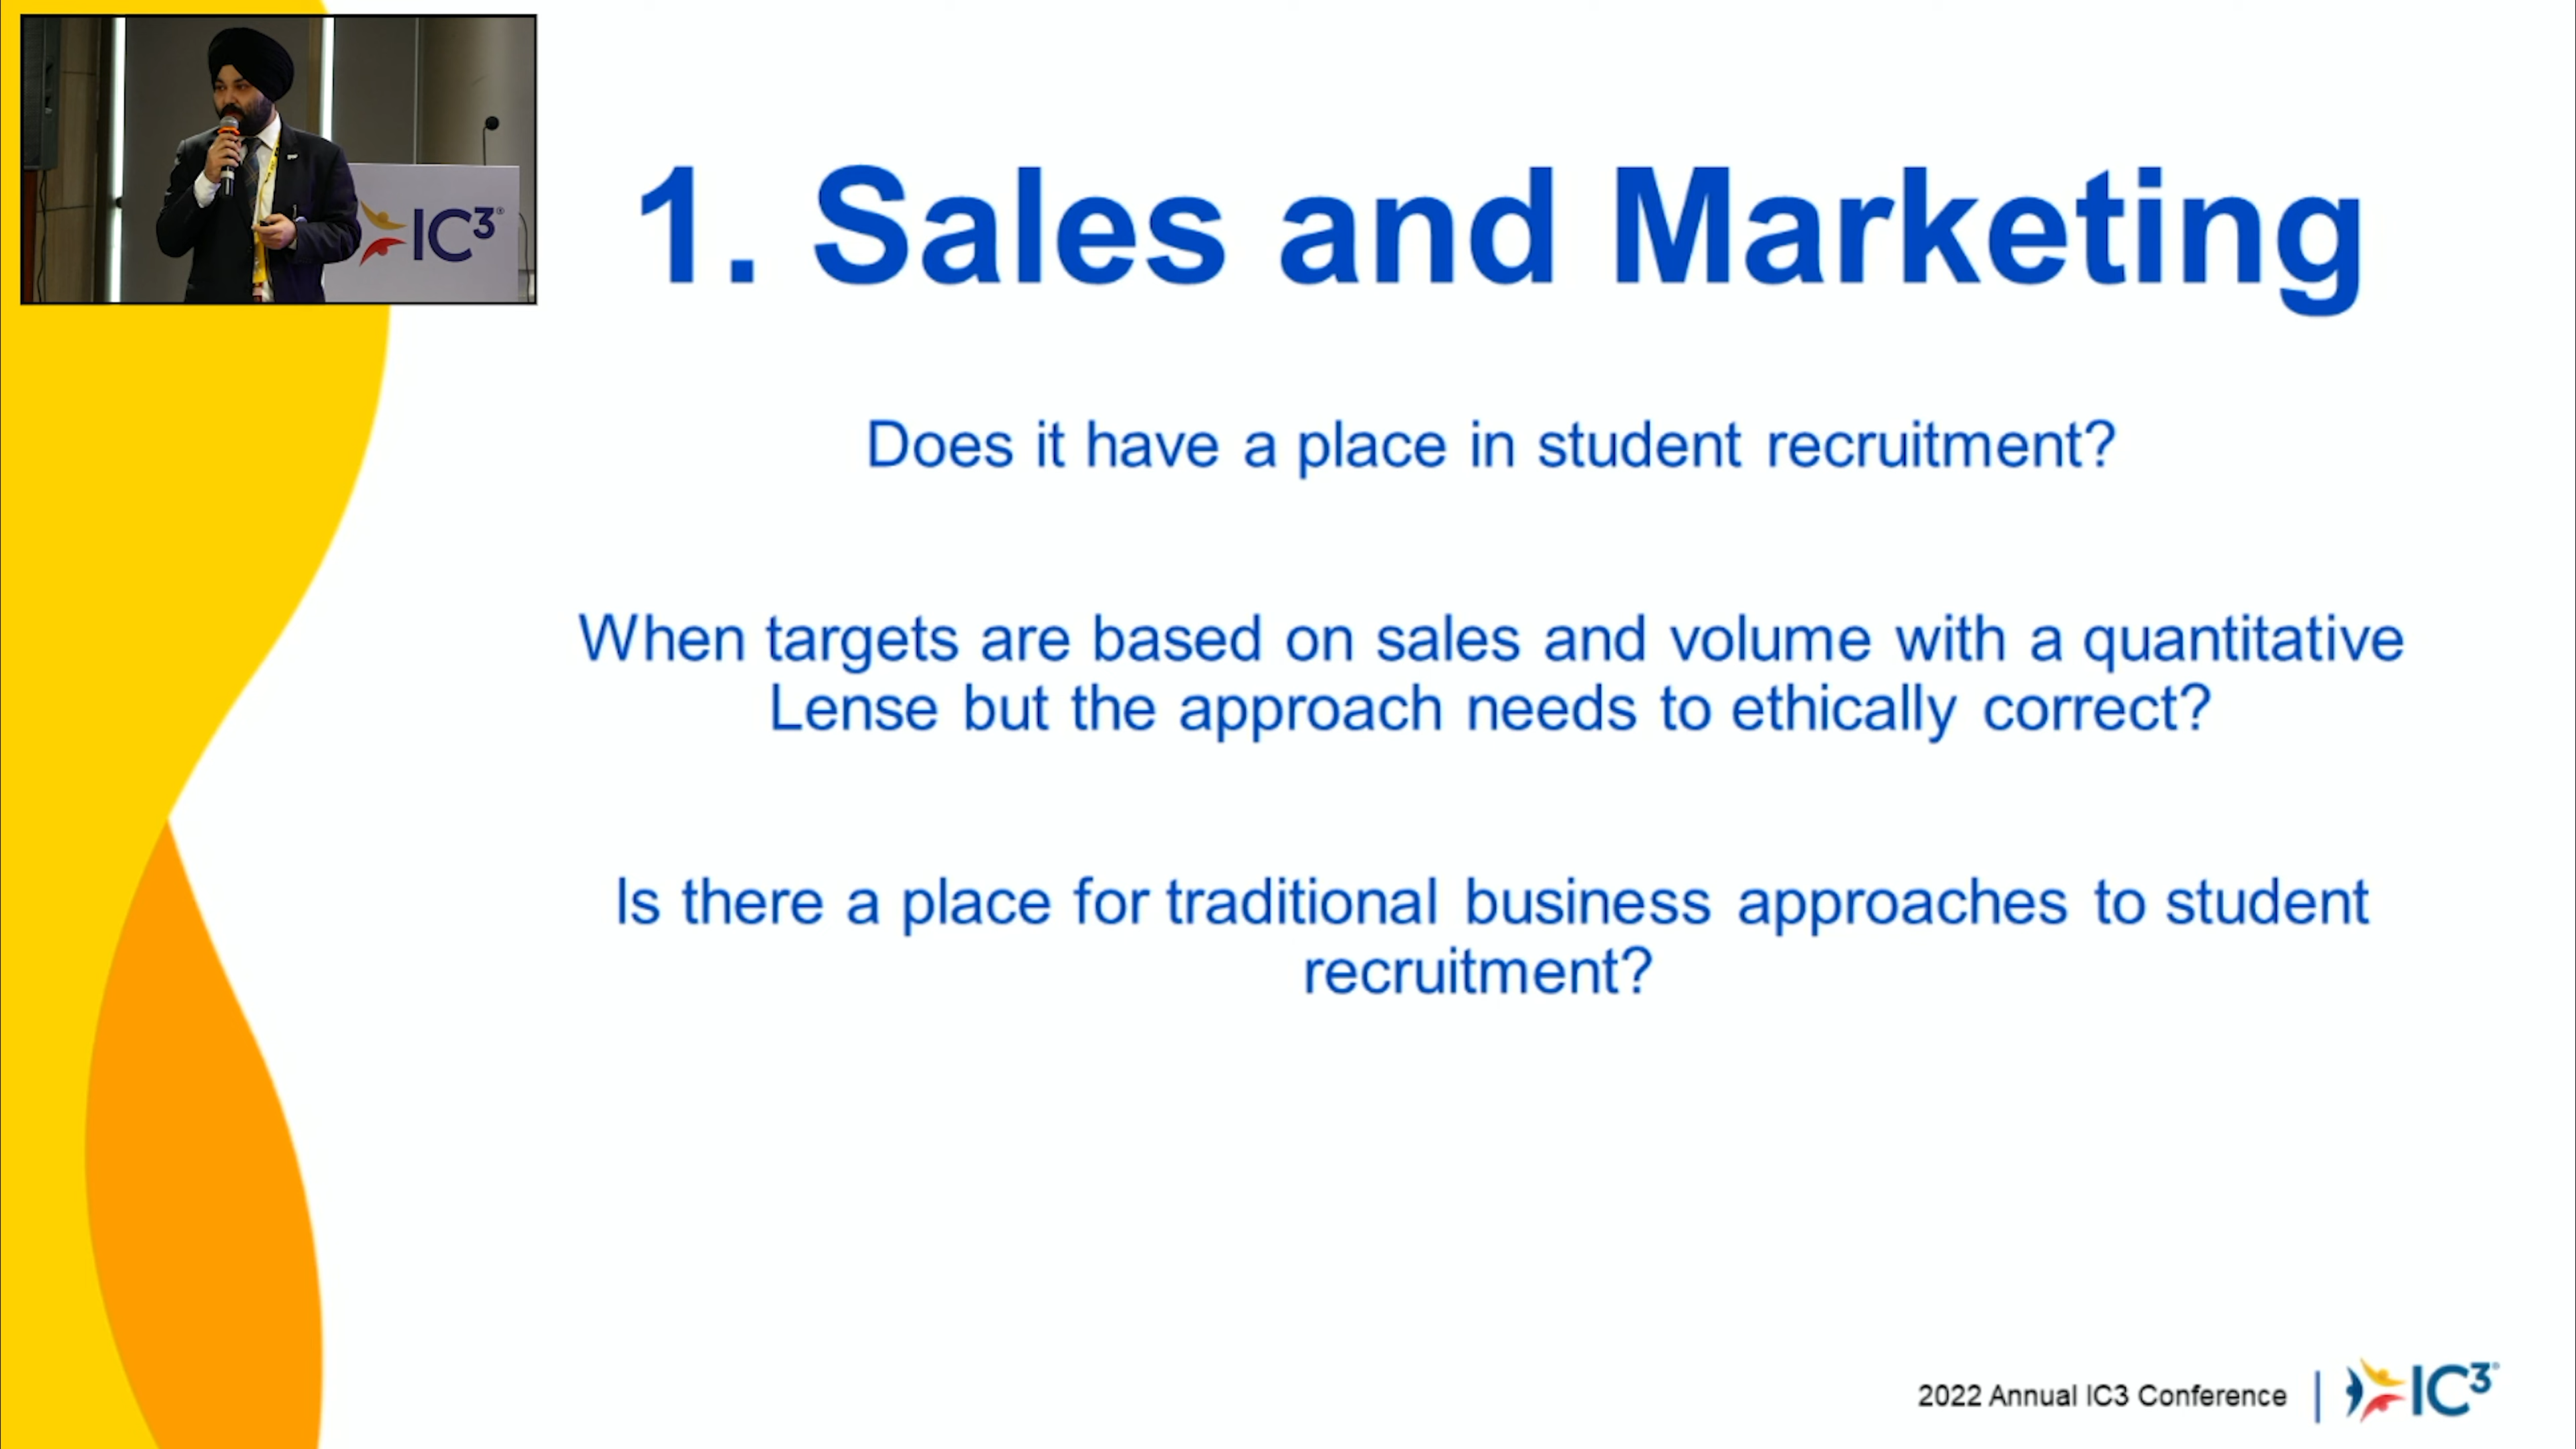 IC3®
1. Sales and Marketing
Does it have a place in student recruitment?
When targets are based on sales and volume with a quantitative
Lense but the approach needs to ethically correct?
Is there a place for traditional business approaches to student
recruitment?
2022 Annual IC3 Conference
IC3®